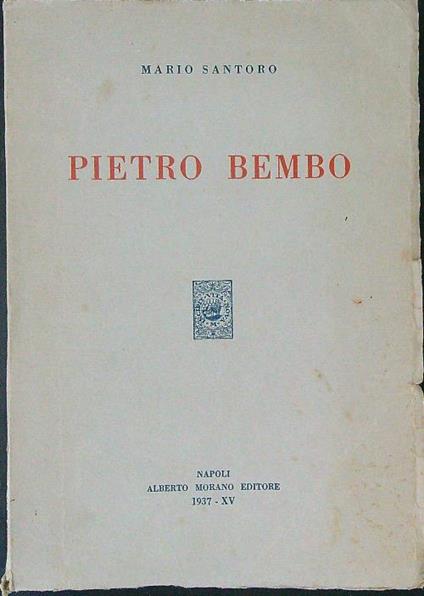 MARIO SANTORO
PIETRO BEMBO
NAPOLI
ALBERTO MORANO EDITORE
1937 - XV